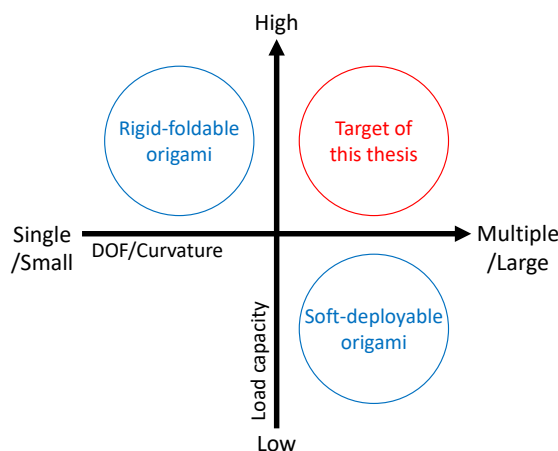 High
Rigid-foldable
origami
Target of
this thesis
Single
/Small
DOF/Curvature
Multiple
/Large
Soft-deployable
origami
Load capacity
Low